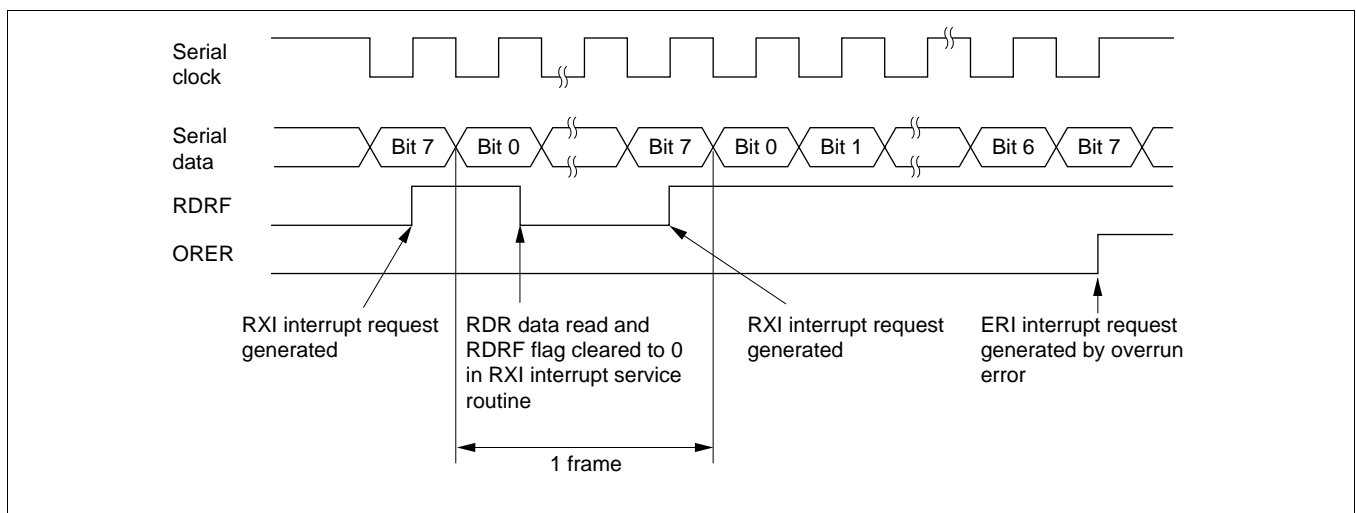 Serial
clock
Serial
data
Bit 7
Bit 0
Bit 7
Bit 0
Bit 1
Bit 6
Bit 7
RDRF
ORER
RXI interrupt request
generated
RDR data read and
RDRF flag cleared to 0
in RXI interrupt service
routine
RXI interrupt request
generated
ERI interrupt request
generated by overrun
error
1 frame